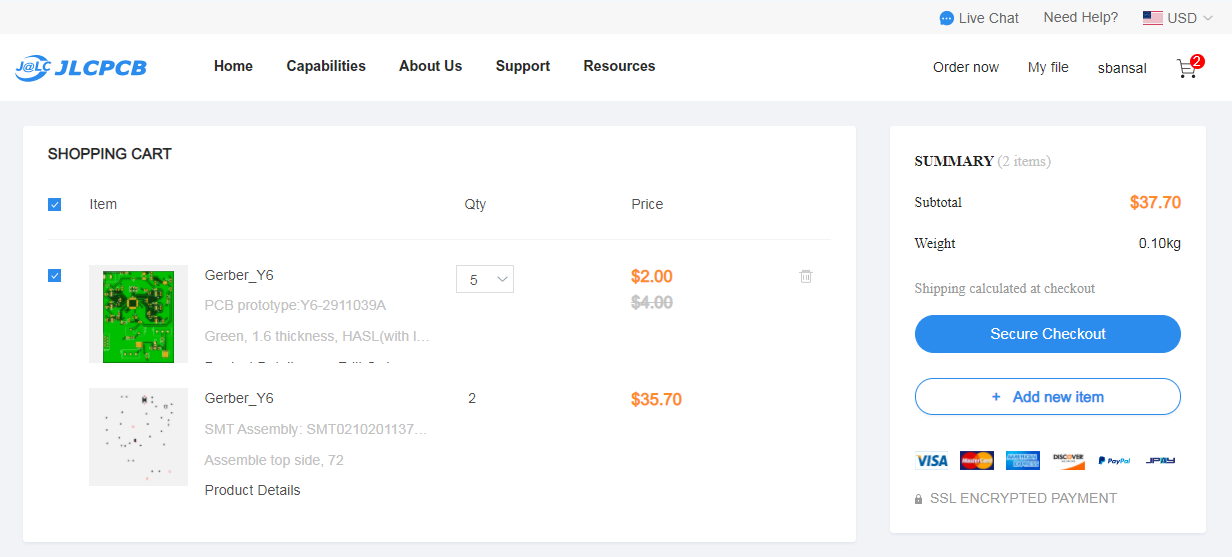 Live Chat Need Help? USD
J@LC JLCPCB Home Capabilities About Us Support Resources Order now My file sbansal 2
SHOPPING CART
Item Qty Price
Gerber_Y6 5 $2.00
PCB prototype:Y6-2911039A $4.00
Green, 1.6 thickness, HASL(with l...
Gerber_Y6 2 $35.70
SMT Assembly: SMT0210201137...
Assemble top side, 72
Product Details
SUMMARY (2 items)
Subtotal $37.70
Weight 0.10kg
Shipping calculated at checkout
Secure Checkout
+ Add new item
VISA MasterCard AMERICAN EXPRESS DISCOVER PayPal JPAY
SSL ENCRYPTED PAYMENT